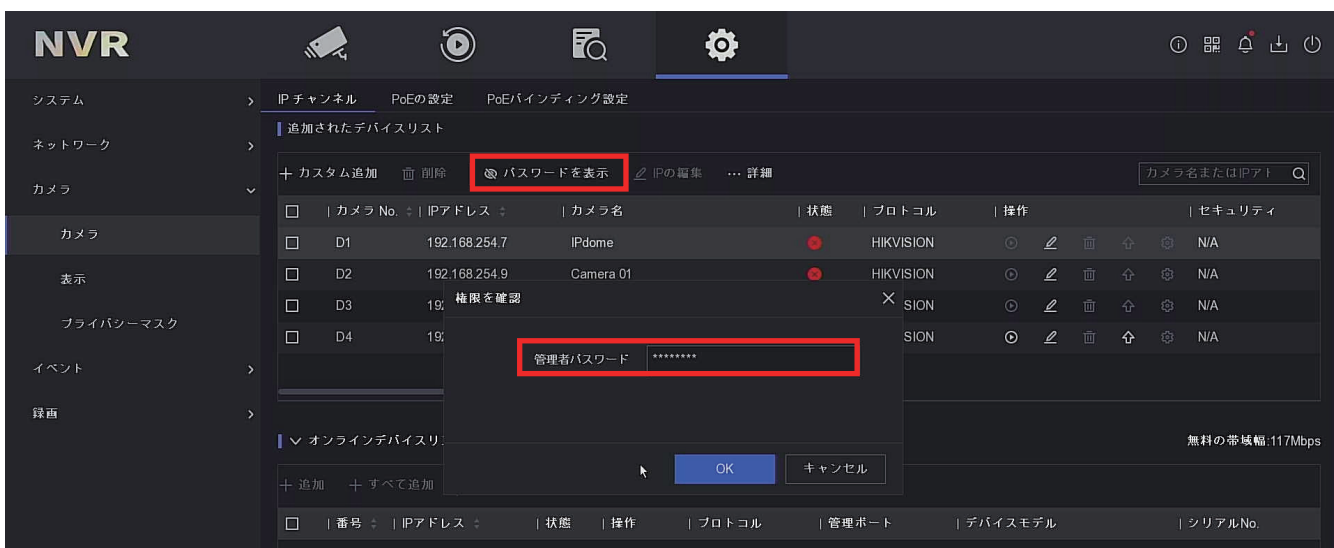 NVR
システム
ネットワーク
カメラ
カメラ
表示
プライバシーマスク
イベント
録画
IPチャンネル PoEの設定 PoEバインディング設定
追加されたデバイスリスト
+ カスタム追加 削除 パスワードを表示 IPの編集 ... 詳細
カメラ名またはIPアド
カメラ No. IPアドレス カメラ名 状態 プロトコル 操作 セキュリティ
D1 192.168.254.7 IPdome HIKVISION N/A
D2 192.168.254.9 Camera 01 HIKVISION N/A
D3 N/A
D4 N/A
権限を確認
管理者パスワード ********
OK キャンセル
オンラインデバイスリ
無料の帯域幅:117Mbps
+ 追加 + すべて追加
番号 IPアドレス 状態 操作 プロトコル 管理ポート デバイスモデル シリアルNo.